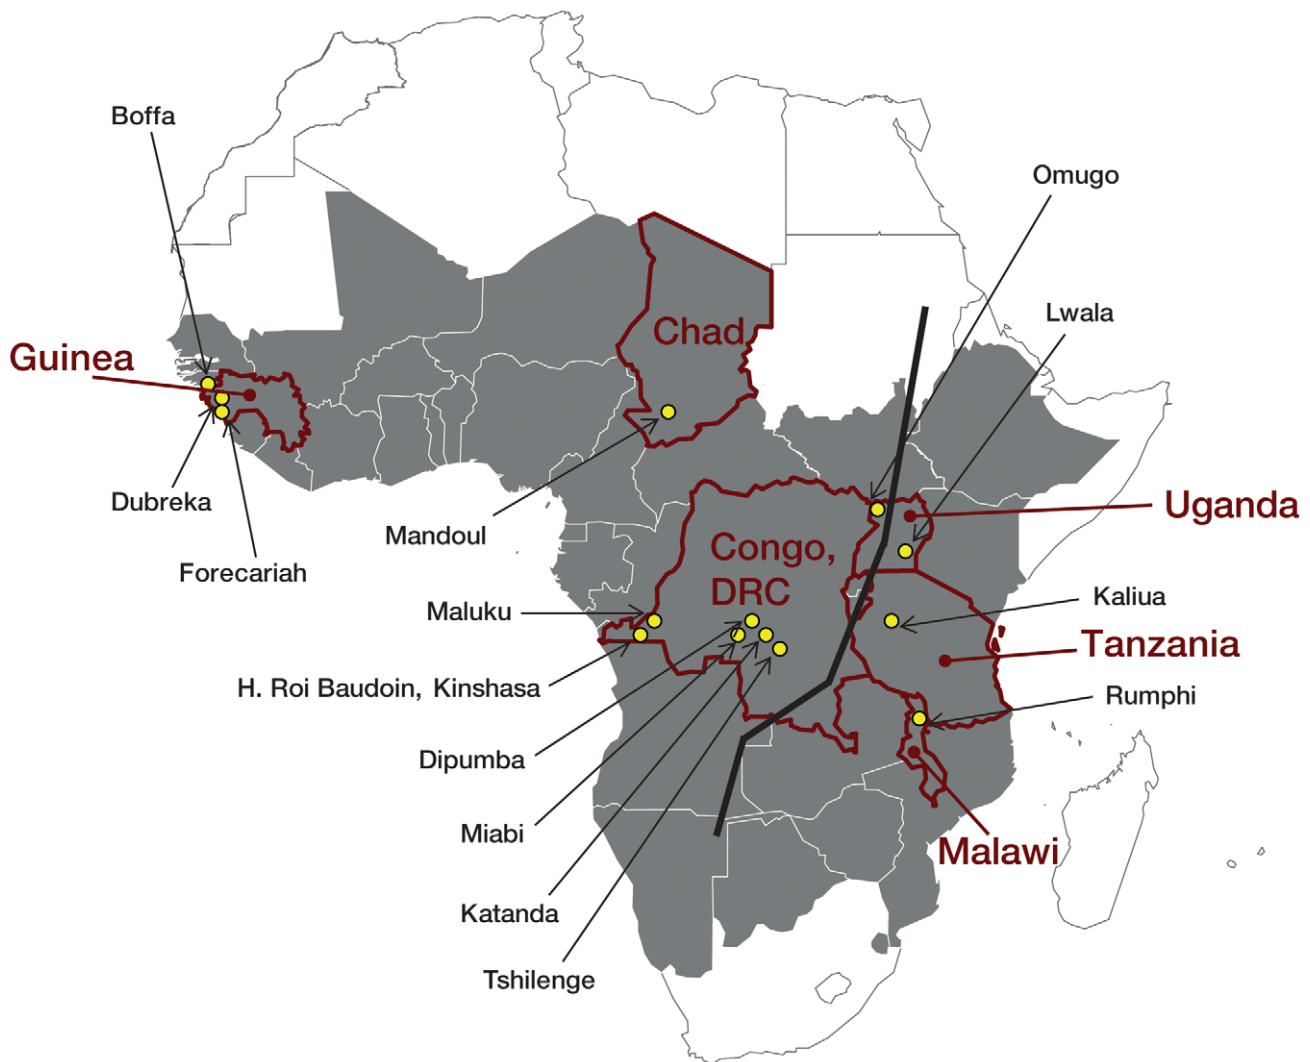 Boffa
Omugo
Lwala
Chad
Guinea
Dubreka
Mandoul
Uganda
Forecariah
Congo,
DRC
Maluku
Kaliua
Tanzania
H. Roi Baudoin, Kinshasa
Rumphi
Dipumba
Miabi
Malawi
Katanda
Tshilenge